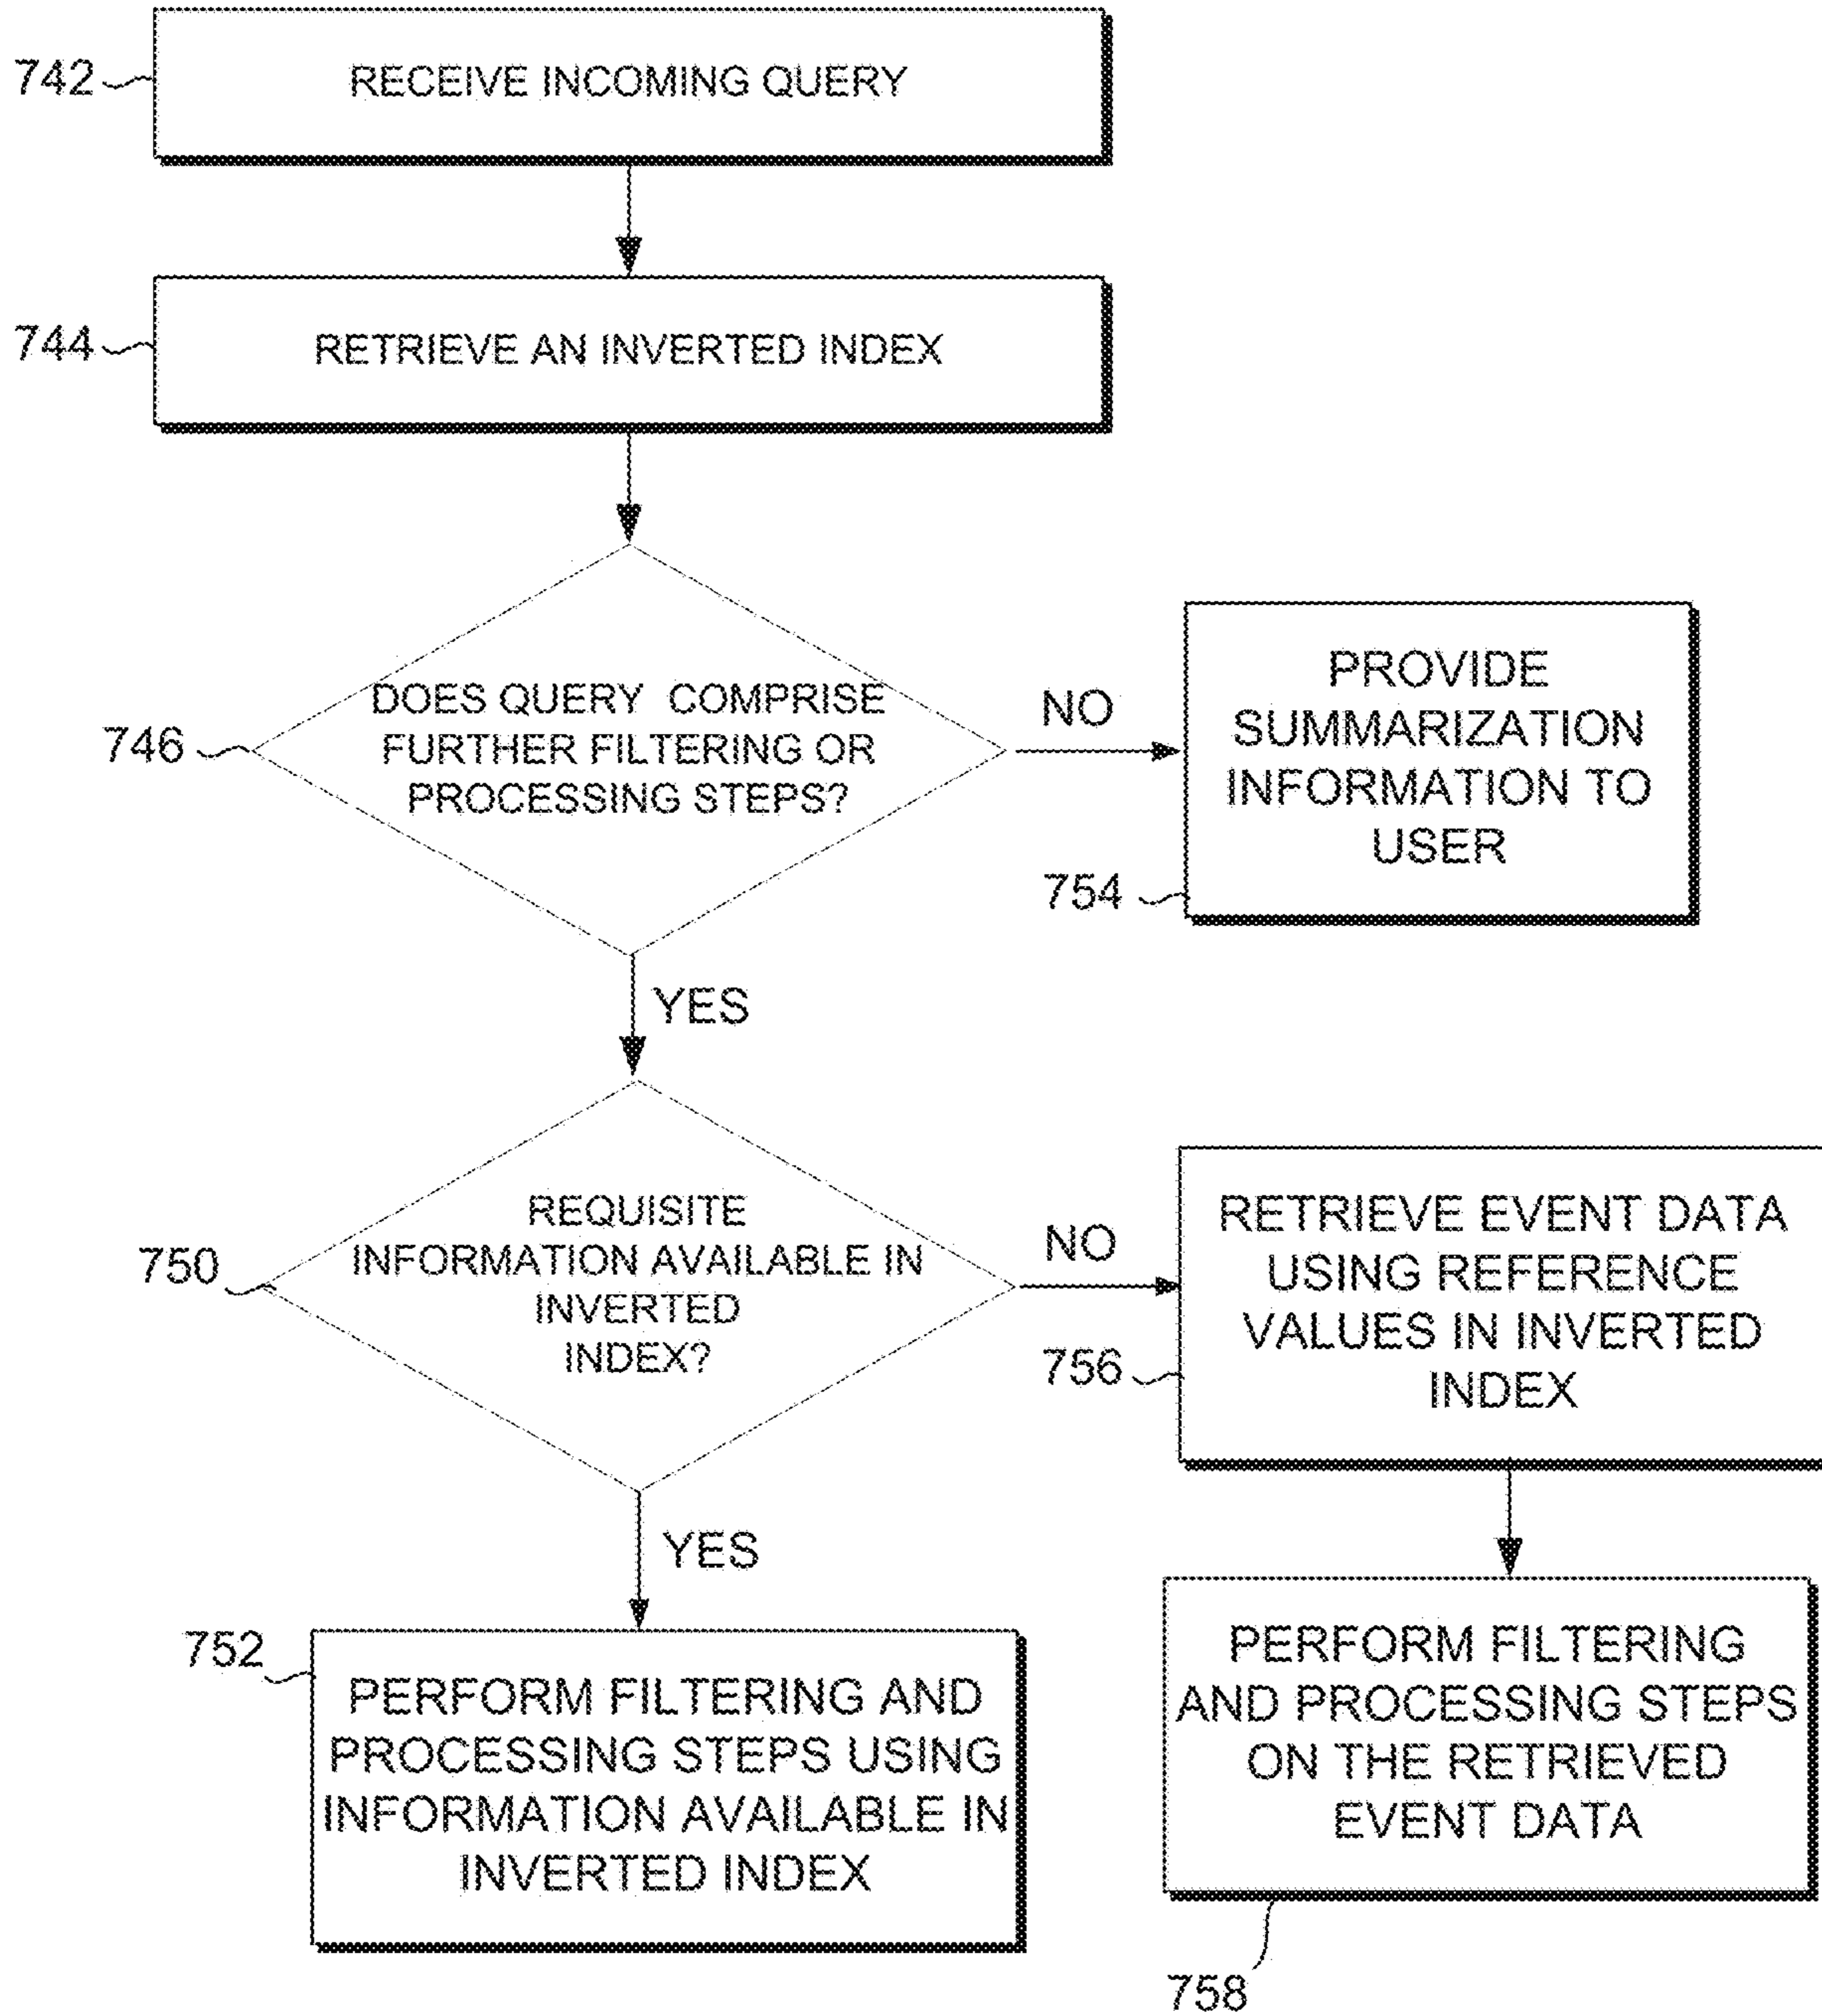 742
RECEIVE INCOMING QUERY
744
RETRIEVE AN INVERTED INDEX
746
DOES QUERY COMPRISE
FURTHER FILTERING OR
PROCESSING STEPS?
NO
PROVIDE
SUMMARIZATION
INFORMATION TO
USER
754
YES
750
REQUISITE
INFORMATION AVAILABLE IN
INVERTED
INDEX?
NO
RETRIEVE EVENT DATA
USING REFERENCE
VALUES IN INVERTED
INDEX
756
YES
752
PERFORM FILTERING AND
PROCESSING STEPS USING
INFORMATION AVAILABLE IN
INVERTED INDEX
PERFORM FILTERING
AND PROCESSING STEPS
ON THE RETRIEVED
EVENT DATA
758